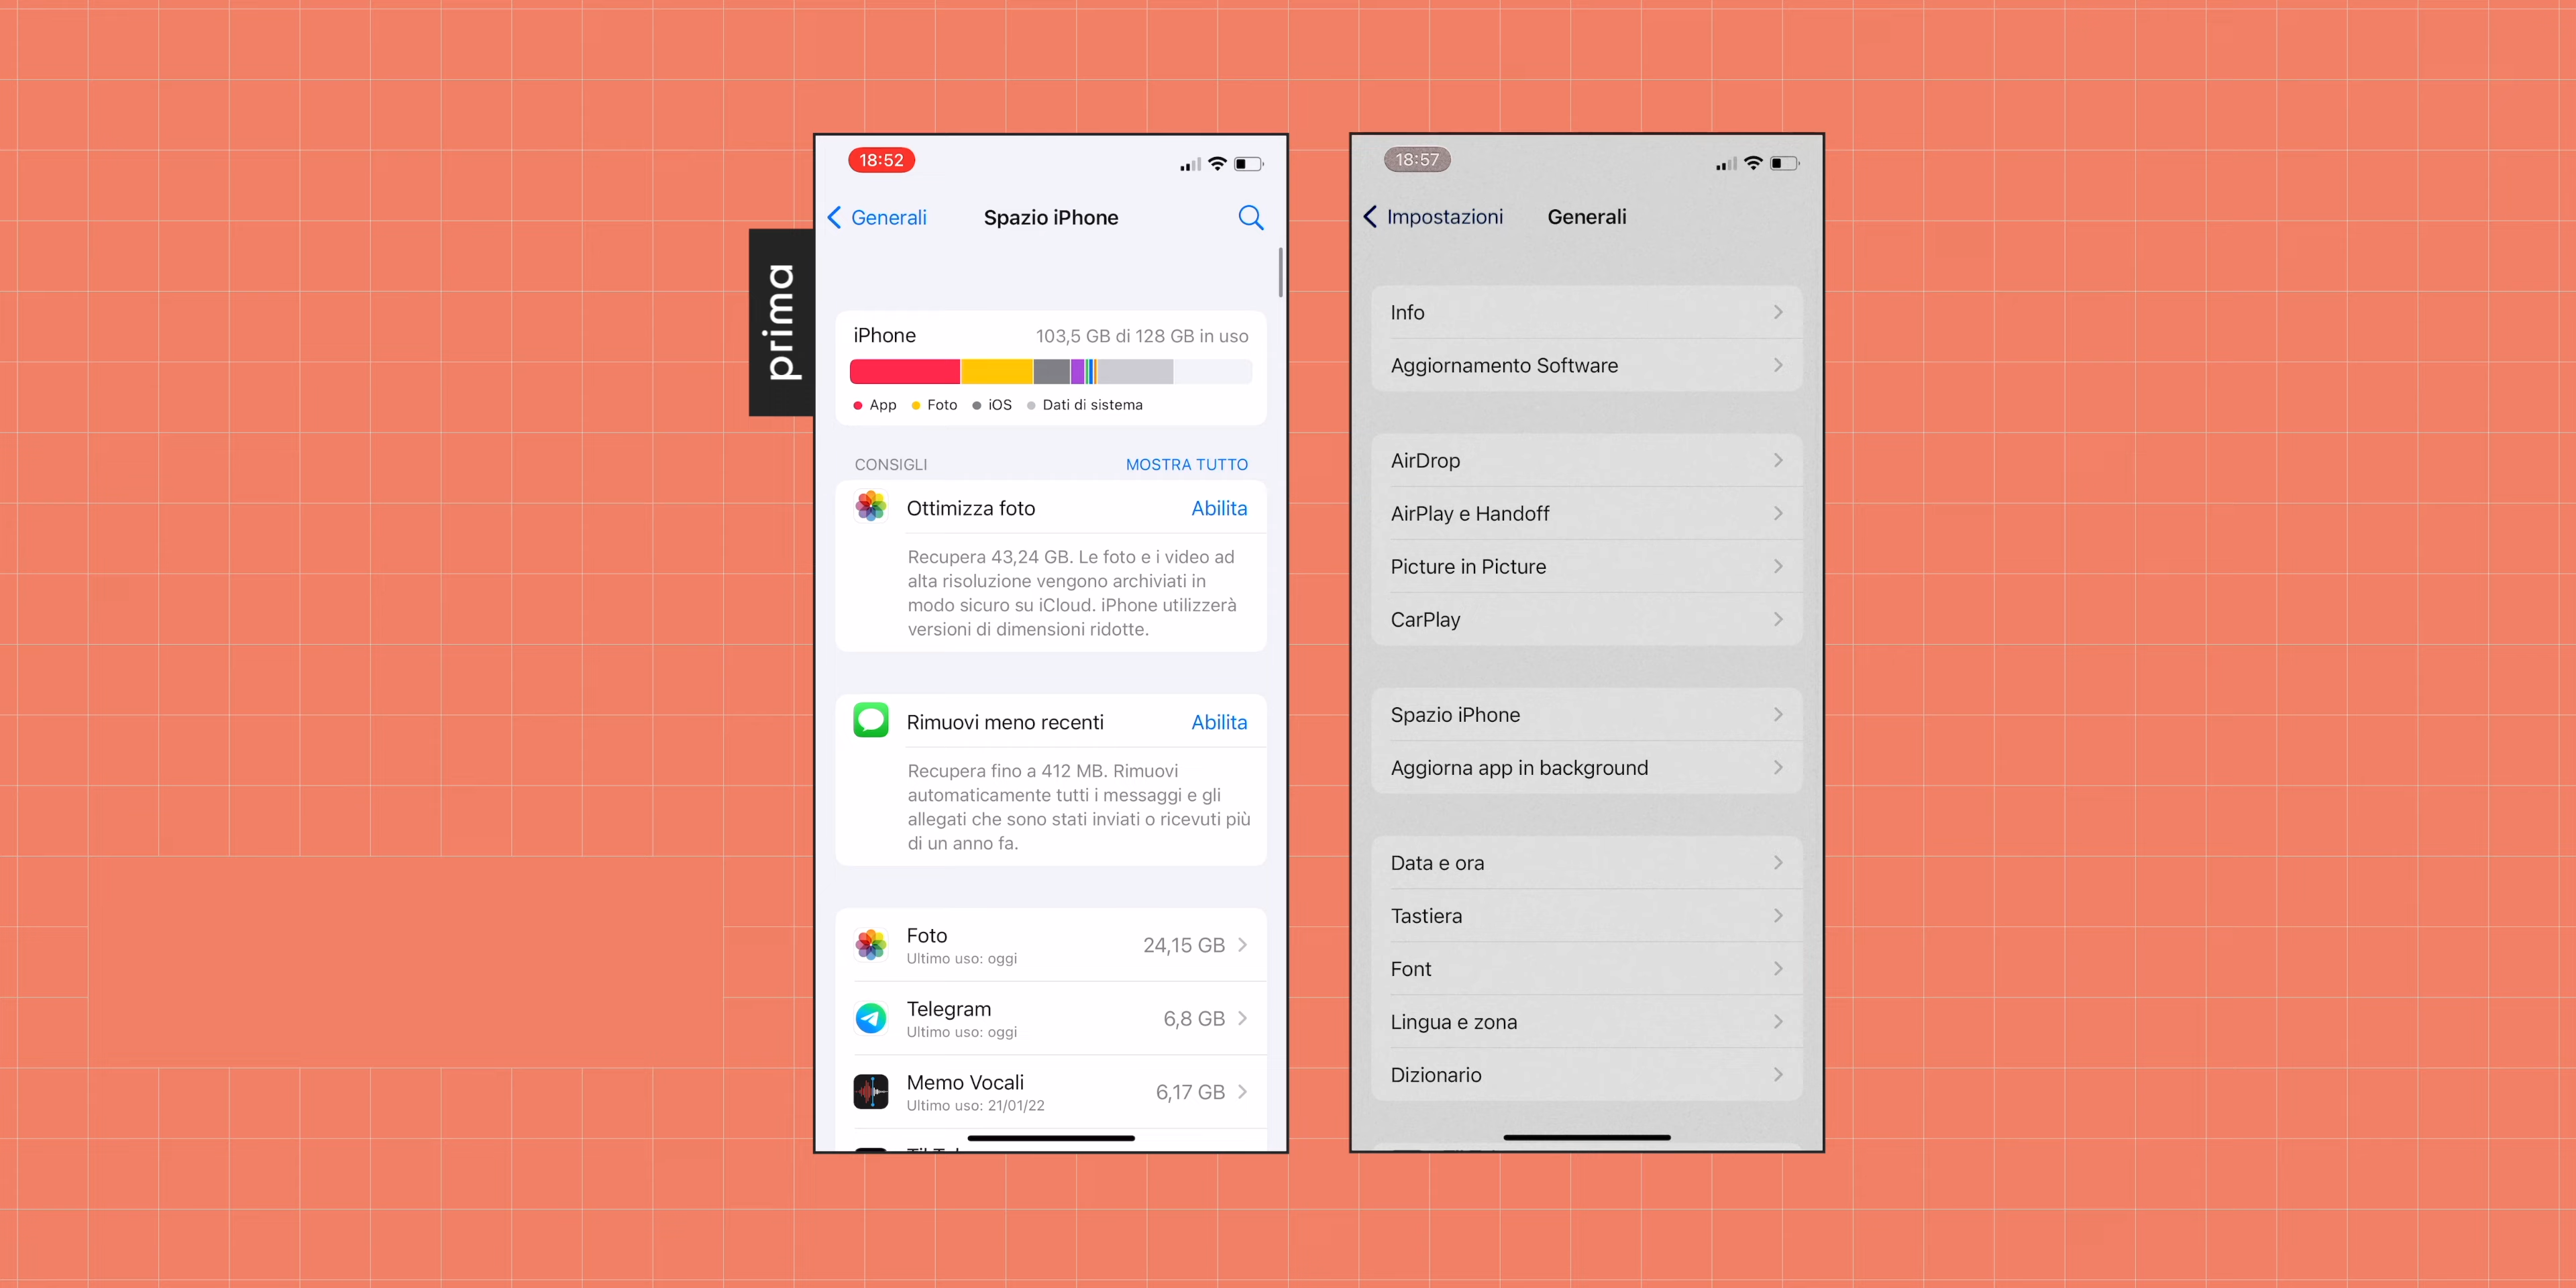 prima
18:52
Generali
Spazio iPhone
iPhone
103,5 GB di 128 GB in uso
App
Foto
iOS
Dati di sistema
CONSIGLI
MOSTRA TUTTO
Ottimizza foto
Abilita
Recupera 43,24 GB. Le foto e i video ad
alta risoluzione vengono archiviati in
modo sicuro su iCloud. iPhone utilizzerà
versioni di dimensioni ridotte.
Rimuovi meno recenti
Abilita
Recupera fino a 412 MB. Rimuovi
automaticamente tutti i messaggi e gli
allegati che sono stati inviati o ricevuti più
di un anno fa.
Foto
24,15 GB
Ultimo uso: oggi
Telegram
6,8 GB
Ultimo uso: oggi
Memo Vocali
6,17 GB
Ultimo uso: 21/01/22
18:57
Impostazioni
Generali
Info
Aggiornamento Software
AirDrop
AirPlay e Handoff
Picture in Picture
CarPlay
Spazio iPhone
Aggiorna app in background
Data e ora
Tastiera
Font
Lingua e zona
Dizionario